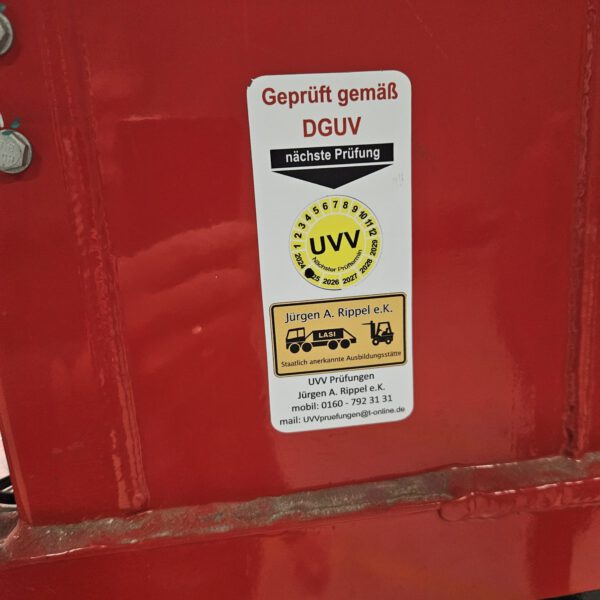 Geprüft gemäß
DGUV
nächste Prüfung
1 2 3 4 5 6 7 8 9 10 11 12
UVV
Nächster Prüftermin
2024 25 2026 2027 2028 2029
Jürgen A. Rippel e.K.
LASI
Staatlich anerkannte Ausbildungsstätte
UVV Prüfungen
Jürgen A. Rippel e.K.
mobil: 0160 - 792 31 31
mail: UVVpruefungen@t-online.de